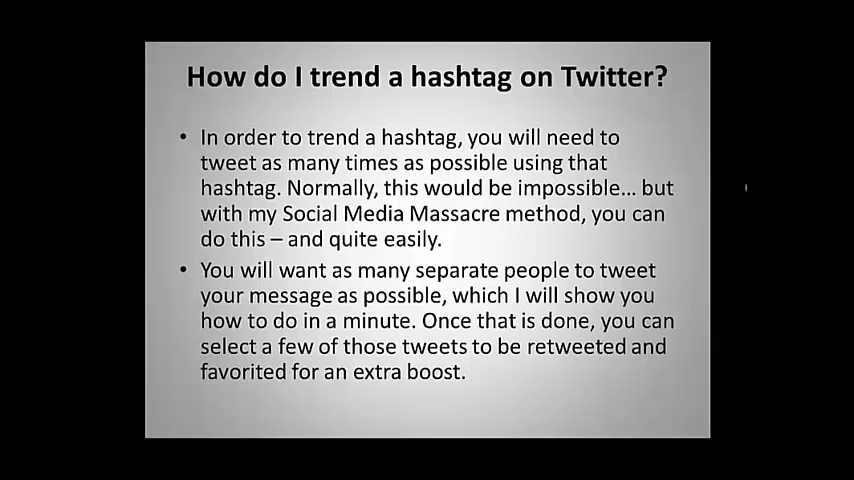 How do I trend a hashtag on Twitter?
• In order to trend a hashtag, you will need to
tweet as many times as possible using that
hashtag. Normally, this would be impossible... but
with my Social Media Massacre method, you can
do this – and quite easily.
• You will want as many separate people to tweet
your message as possible, which I will show you
how to do in a minute. Once that is done, you can
select a few of those tweets to be retweeted and
favorited for an extra boost.